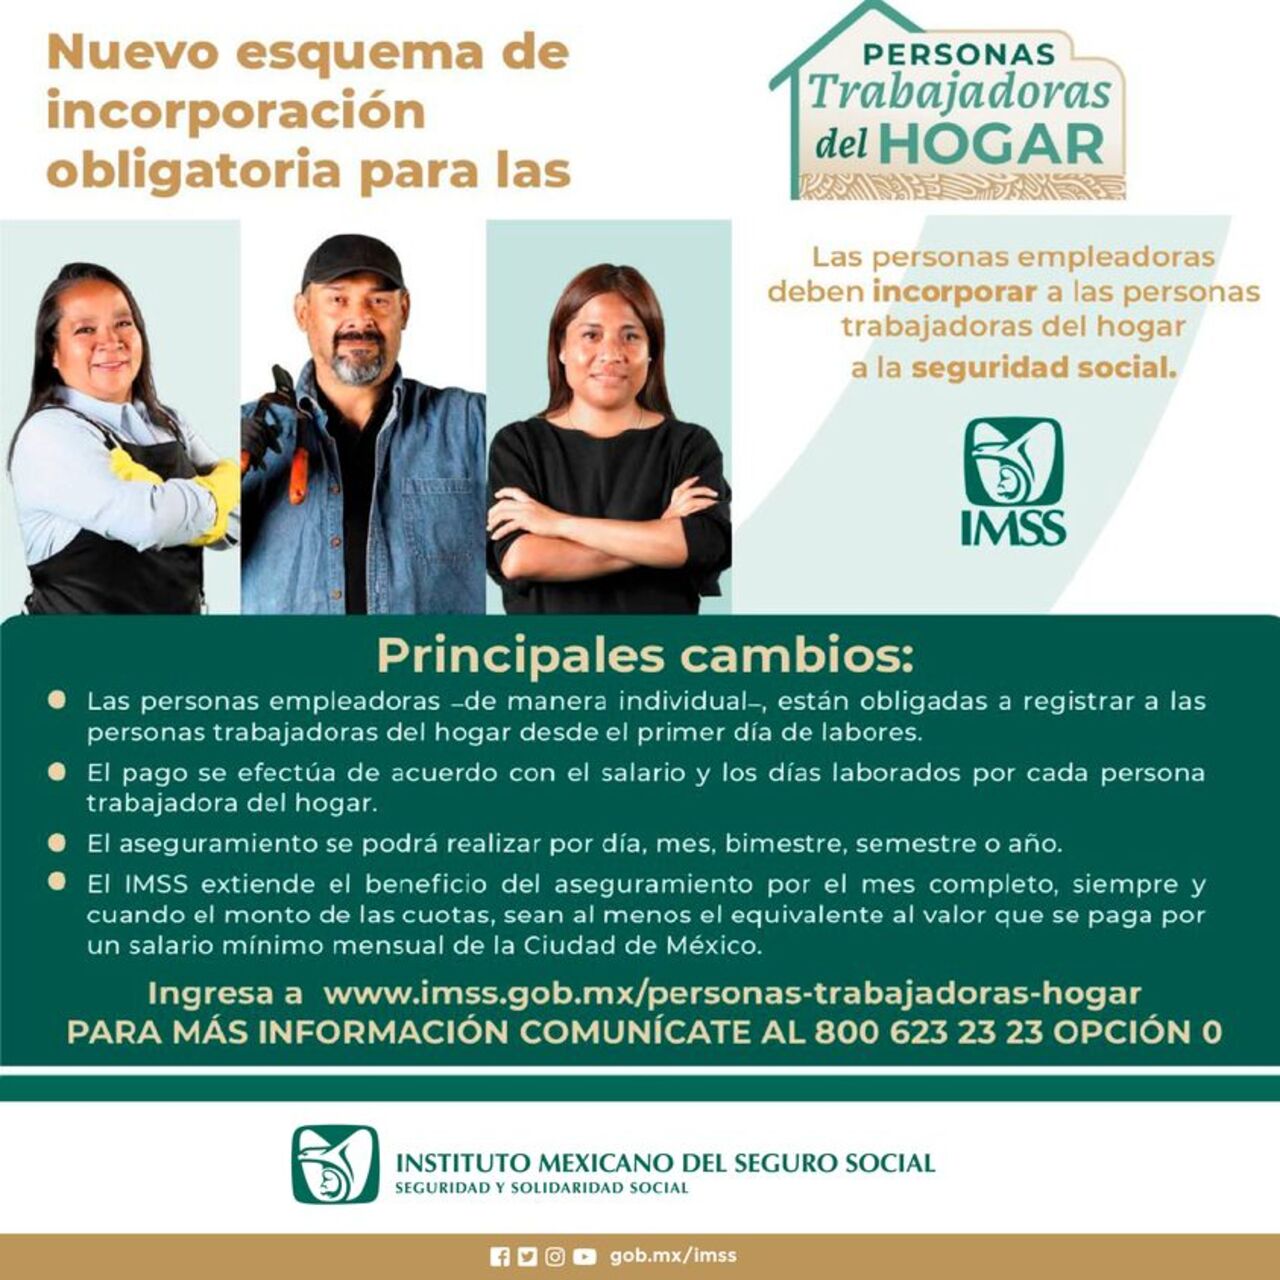 Nuevo esquema de
incorporación
obligatoria para las
PERSONAS
Trabajadoras
del HOGAR
Las personas empleadoras
deben incorporar a las personas
trabajadoras del hogar
a la seguridad social.
IMSS
Principales cambios:
Las personas empleadoras –de manera individual–, están obligadas a registrar a las
personas trabajadoras del hogar desde el primer día de labores.
El pago se efectúa de acuerdo con el salario y los días laborados por cada persona
trabajadora del hogar.
El aseguramiento se podrá realizar por día, mes, bimestre, semestre o año.
El IMSS extiende el beneficio del aseguramiento por el mes completo, siempre y
cuando el monto de las cuotas, sean al menos el equivalente al valor que se paga por
un salario mínimo mensual de la Ciudad de México.
Ingresa a www.imss.gob.mx/personas-trabajadoras-hogar
PARA MÁS INFORMACIÓN COMUNÍCATE AL 800 623 23 23 OPCIÓN 0
INSTITUTO MEXICANO DEL SEGURO SOCIAL
SEGURIDAD Y SOLIDARIDAD SOCIAL
gob.mx/imss